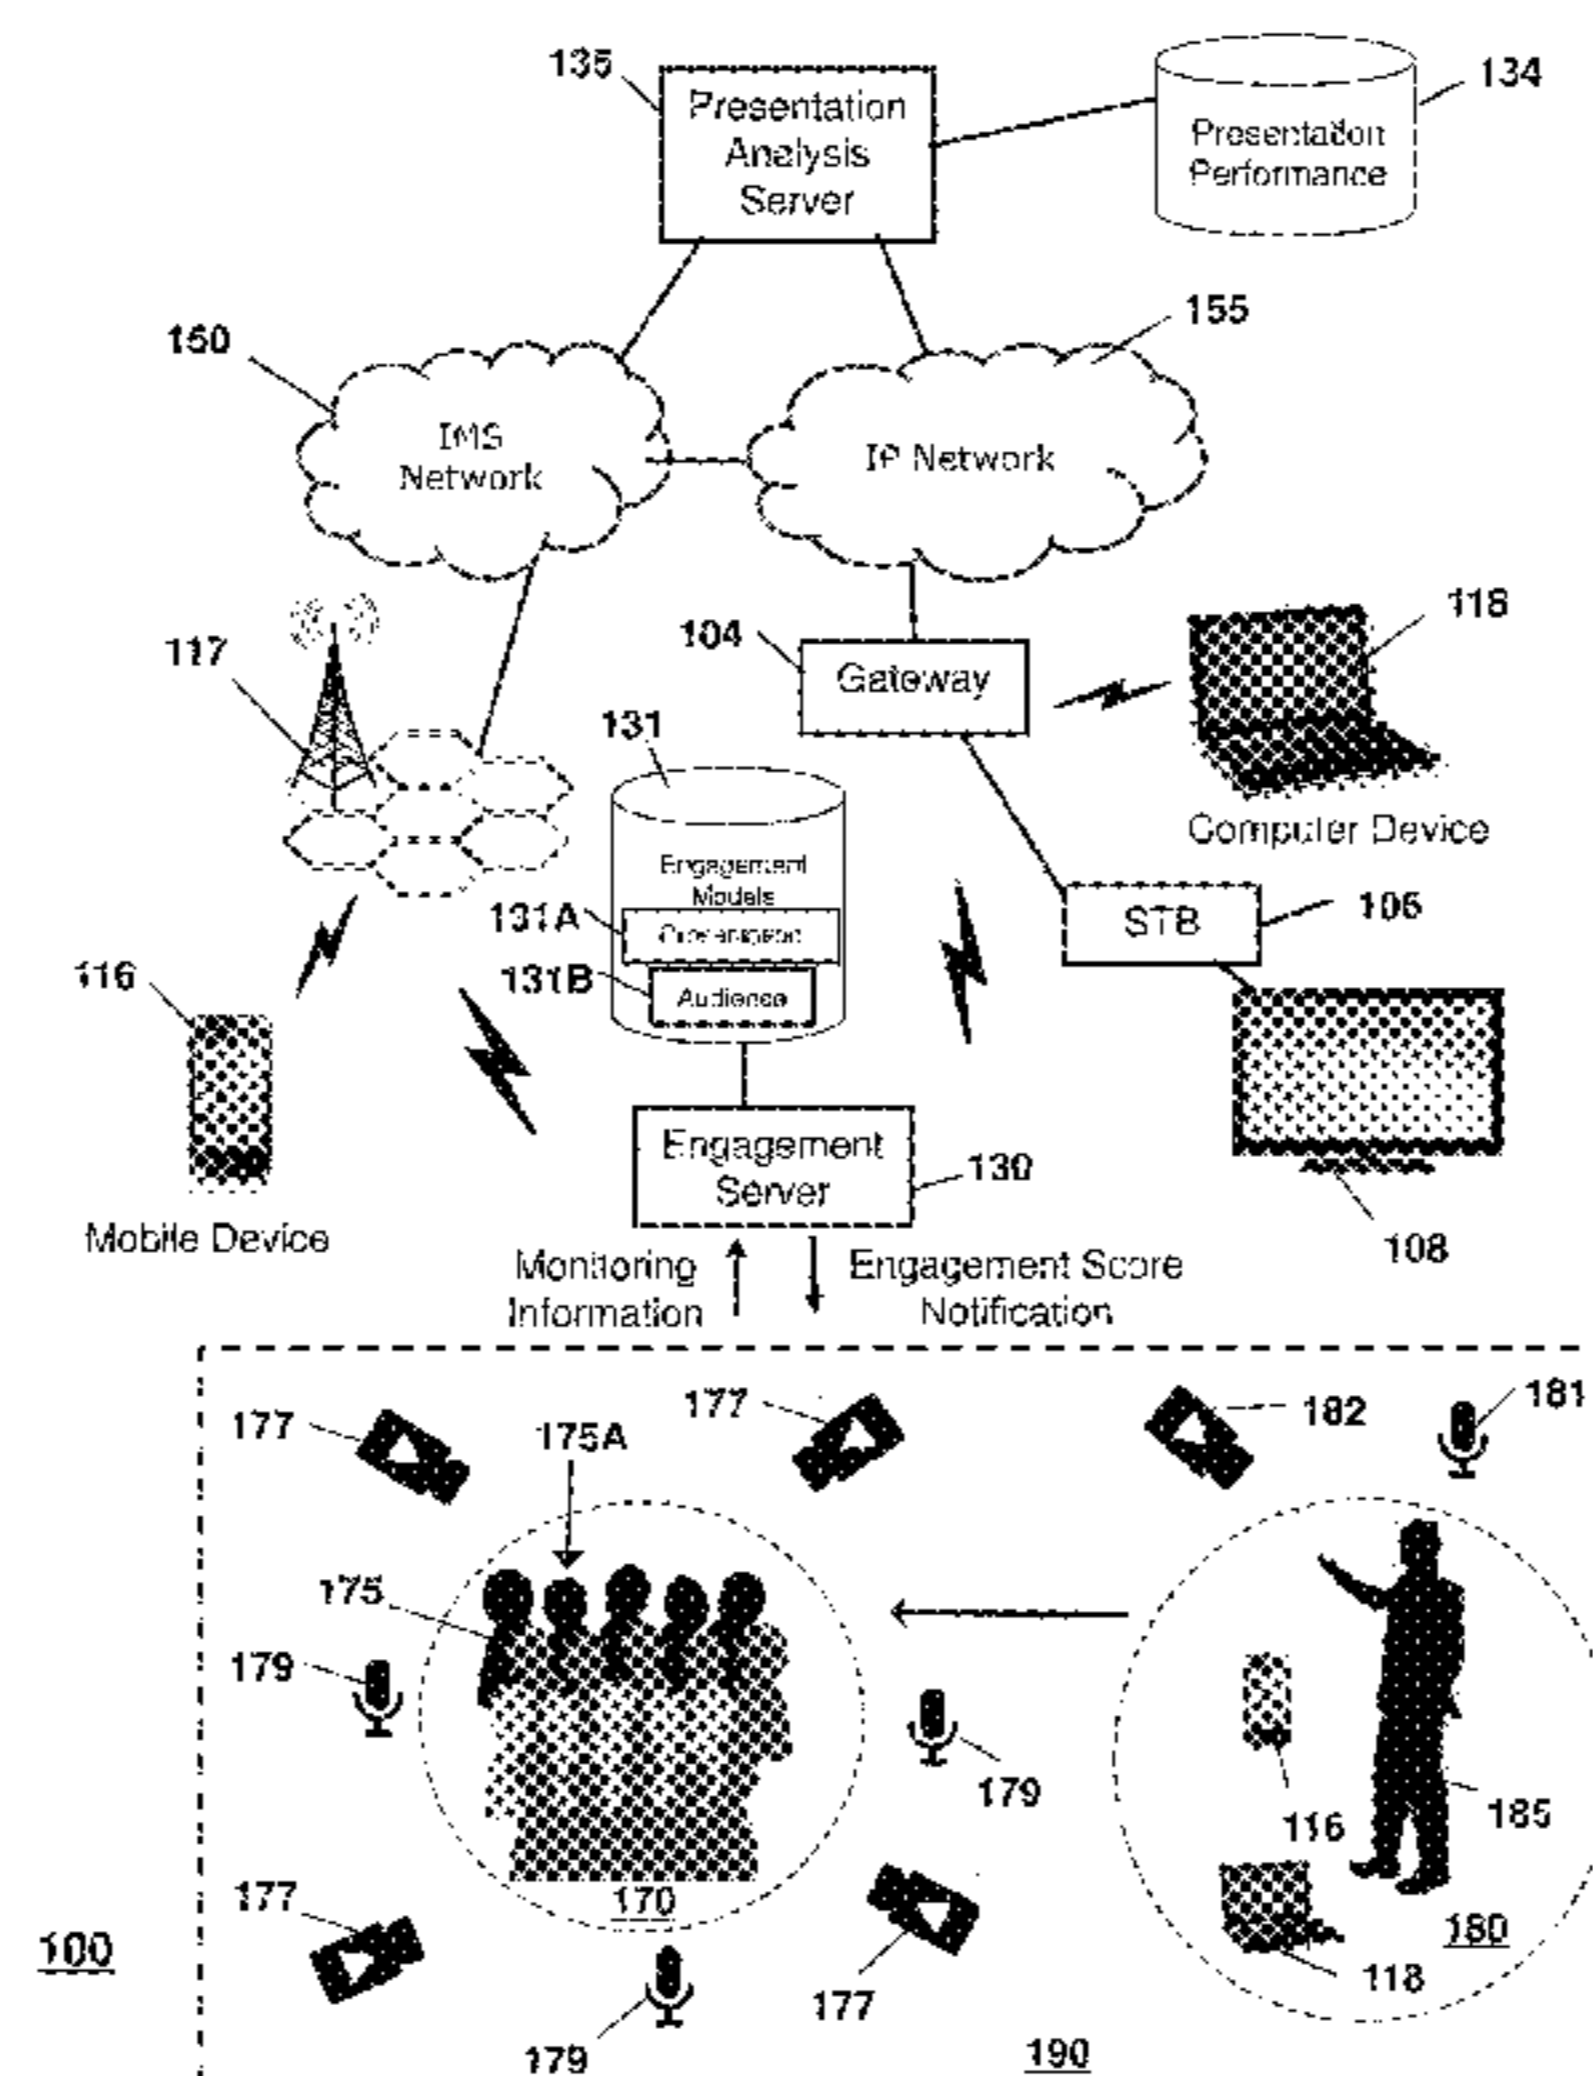 135
134
Presentation
Analysis
Server
Presentation
Performance
155
150
IMS
Network
IP Network
118
117
104
Gateway
131
Computer Device
Engagement
Models
131A
STB
106
116
131B
Audience
Engagement
Server
130
Mobile Device
108
Monitoring
Information
Engagement Score
Notification
177
177
182
181
175A
175
179
179
116
185
177
170
180
100
118
177
179
190